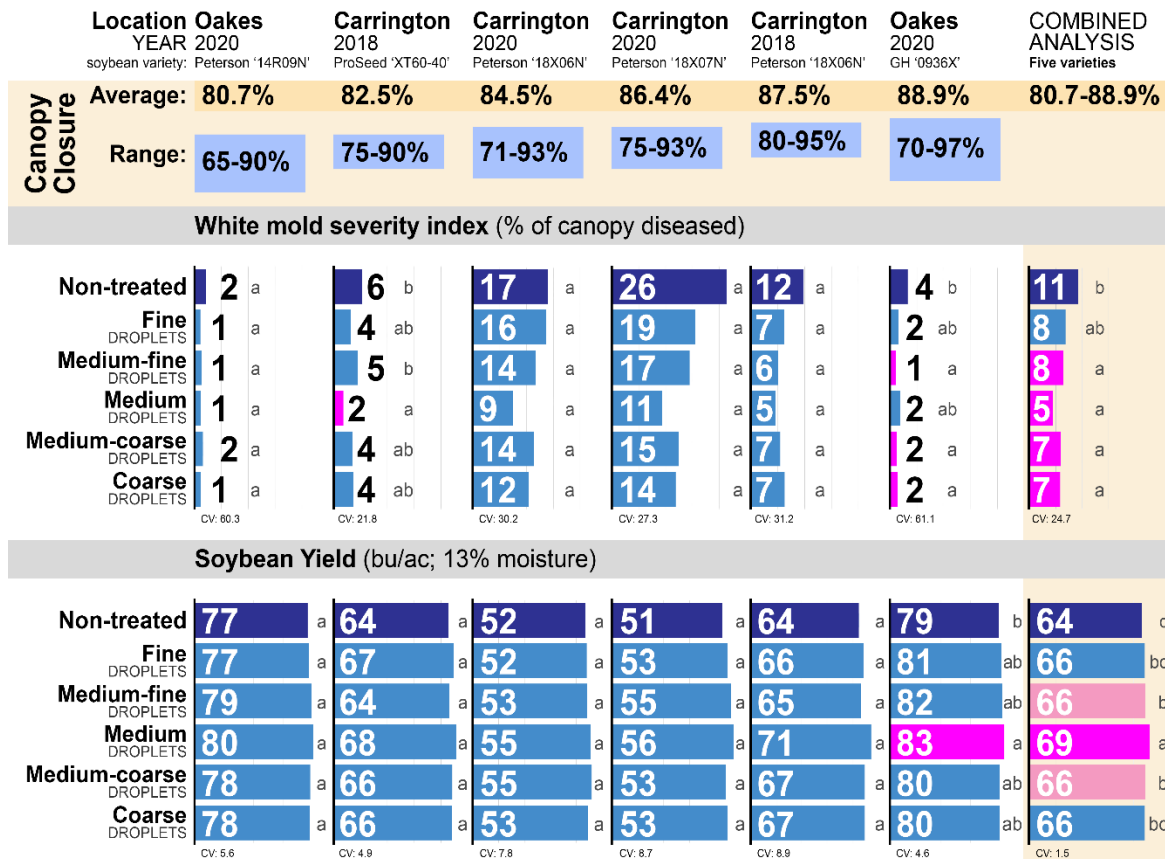 Location Oakes Carrington Carrington Carrington Carrington Oakes COMBINED
YEAR 2020 2018 2020 2020 2018 2020 ANALYSIS
soybean variety: Peterson ‘14R09N’ ProSeed ‘XT60-40’ Peterson ‘18X06N’ Peterson ‘18X07N’ Peterson ‘18X06N’ GH ‘0936X’ Five varieties
Canopy
Closure
Average: 80.7% 82.5% 84.5% 86.4% 87.5% 88.9% 80.7-88.9%
Range: 65-90% 75-90% 71-93% 75-93% 80-95% 70-97%
White mold severity index (% of canopy diseased)
Non-treated 2 a 6 b 17 a 26 a 12 a 4 b 11 b
Fine 1 a 4 ab 16 a 19 a 7 a 2 ab 8 ab
DROPLETS
Medium-fine 1 a 5 b 14 a 17 a 6 a 1 a 8 a
DROPLETS
Medium 1 a 2 a 9 a 11 a 5 a 2 ab 5 a
DROPLETS
Medium-coarse 2 a 4 ab 14 a 15 a 7 a 2 a 7 a
DROPLETS
Coarse 1 a 4 ab 12 a 14 a 7 a 2 a 7 a
DROPLETS
CV: 60.3 CV: 21.8 CV: 30.2 CV: 27.3 CV: 31.2 CV: 61.1 CV: 24.7
Soybean Yield (bu/ac; 13% moisture)
Non-treated 77 a 64 a 52 a 51 a 64 a 79 b 64 c
Fine 77 a 67 a 52 a 53 a 66 a 81 ab 66 bc
DROPLETS
Medium-fine 79 a 64 a 53 a 55 a 65 a 82 ab 66 b
DROPLETS
Medium 80 a 68 a 55 a 56 a 71 a 83 a 69 a
DROPLETS
Medium-coarse 78 a 66 a 55 a 53 a 67 a 80 ab 66 b
DROPLETS
Coarse 78 a 66 a 53 a 53 a 67 a 80 ab 66 bc
DROPLETS
CV: 5.6 CV: 4.9 CV: 7.8 CV: 8.7 CV: 8.9 CV: 4.6 CV: 1.5